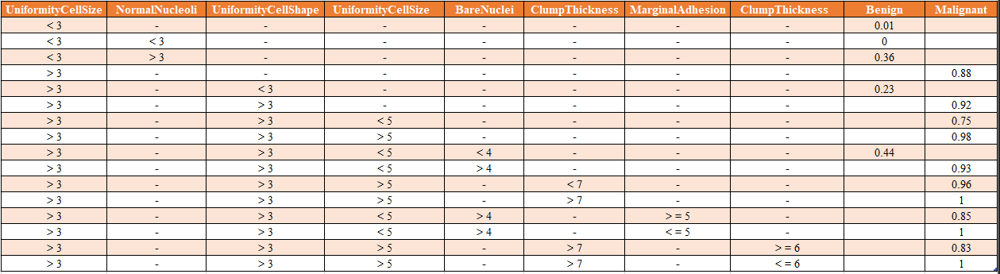 UniformityCellSize NormalNucleoli UniformityCellShape UniformityCellSize BareNuclei ClumpThickness MarginalAdhesion ClumpThickness Benign Malignant
< 3 - - - - - - - 0.01
< 3 < 3 - - - - - - 0
< 3 > 3 - - - - - - 0.36
> 3 - - - - - - - 0.88
> 3 - < 3 - - - - - 0.23
> 3 - > 3 - - - - - 0.92
> 3 - > 3 < 5 - - - - 0.75
> 3 - > 3 > 5 - - - - 0.98
> 3 - > 3 < 5 < 4 - - - 0.44
> 3 - > 3 < 5 > 4 - - - 0.93
> 3 - > 3 > 5 - < 7 - - 0.96
> 3 - > 3 > 5 - > 7 - - 1
> 3 - > 3 < 5 > 4 - > = 5 - 0.85
> 3 - > 3 < 5 > 4 - < = 5 - 1
> 3 - > 3 > 5 - > 7 - > = 6 0.83
> 3 - > 3 > 5 - > 7 - < = 6 1